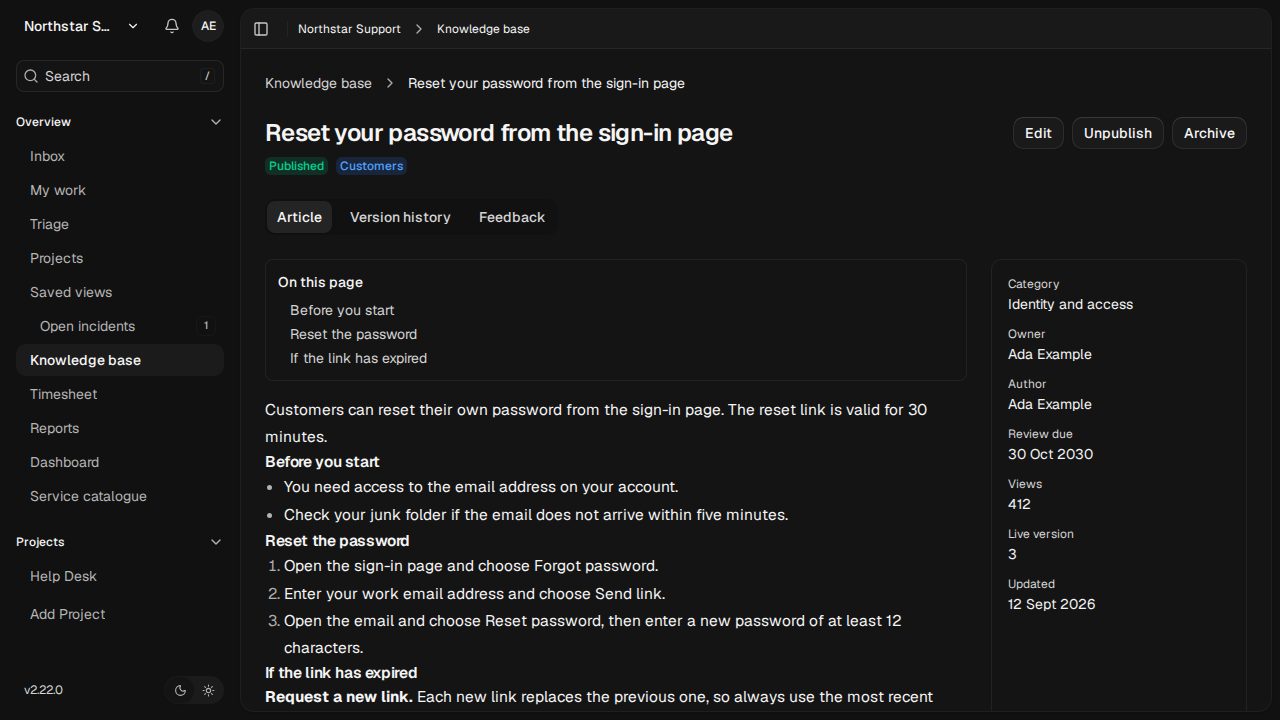 Northstar S...
AE
Search
/
Overview
Inbox
My work
Triage
Projects
Saved views
Open incidents
1
Knowledge base
Timesheet
Reports
Dashboard
Service catalogue
Projects
Help Desk
Add Project
v2.22.0
Northstar Support
Knowledge base
Knowledge base
Reset your password from the sign-in page
Reset your password from the sign-in page
Edit
Unpublish
Archive
Published
Customers
Article
Version history
Feedback
On this page
Before you start
Reset the password
If the link has expired
Customers can reset their own password from the sign-in page. The reset link is valid for 30
minutes.
Before you start
• You need access to the email address on your account.
• Check your junk folder if the email does not arrive within five minutes.
Reset the password
1. Open the sign-in page and choose Forgot password.
2. Enter your work email address and choose Send link.
3. Open the email and choose Reset password, then enter a new password of at least 12
characters.
If the link has expired
Request a new link. Each new link replaces the previous one, so always use the most recent
Category
Identity and access
Owner
Ada Example
Author
Ada Example
Review due
30 Oct 2030
Views
412
Live version
3
Updated
12 Sept 2026